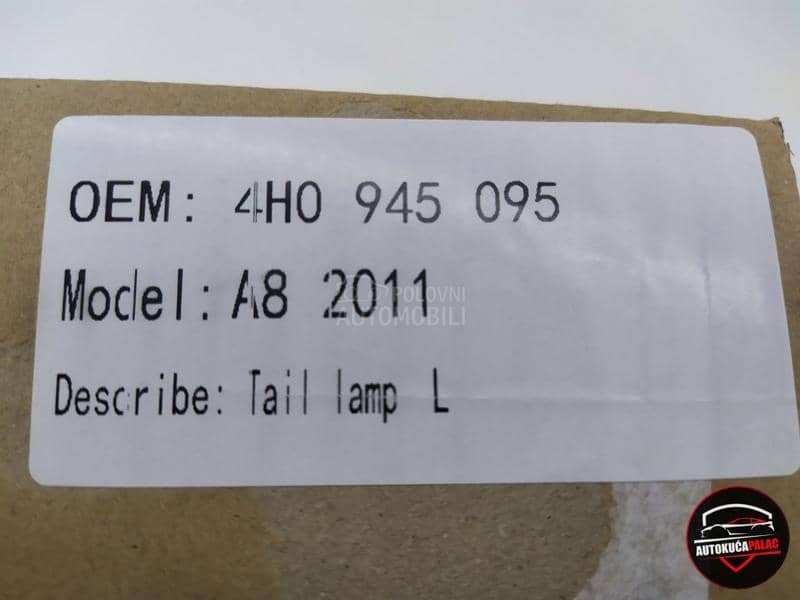 OEM: 4H0 945 095
Model: A8 2011
POLOVNI
AUTOMOBILI
Describe: Tail lamp L
AUTOKUĆAPALAC